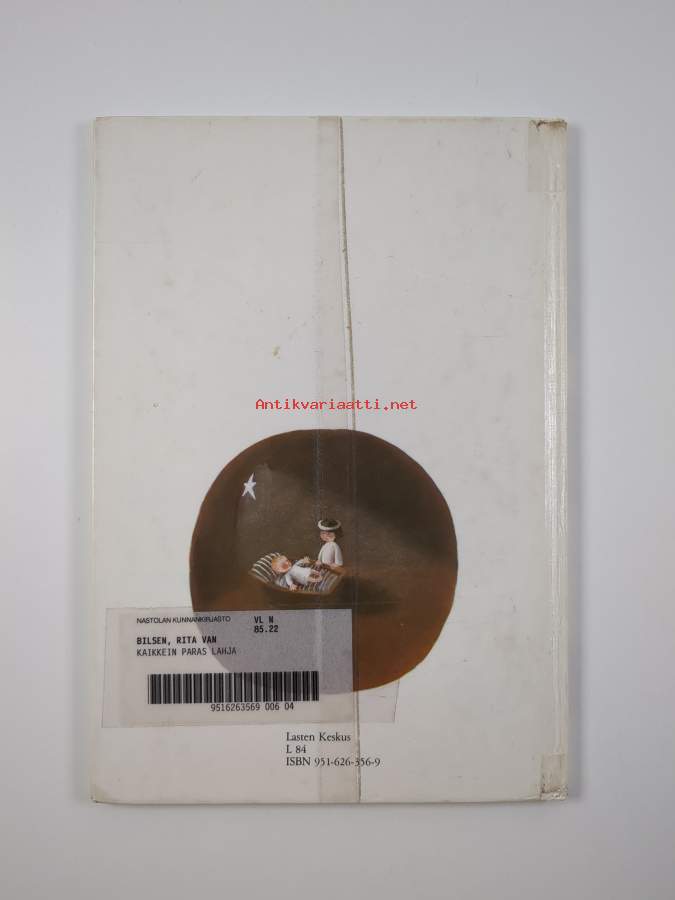 Antikvariaatti.net
NASTOLAN KUNNANKIRJASTO VL N
85.22
BILSEN, RITA VAN
KAIKKEIN PARAS LAHJA
9516263569 006 04
Lasten Keskus
L 84
ISBN 951-626-356-9